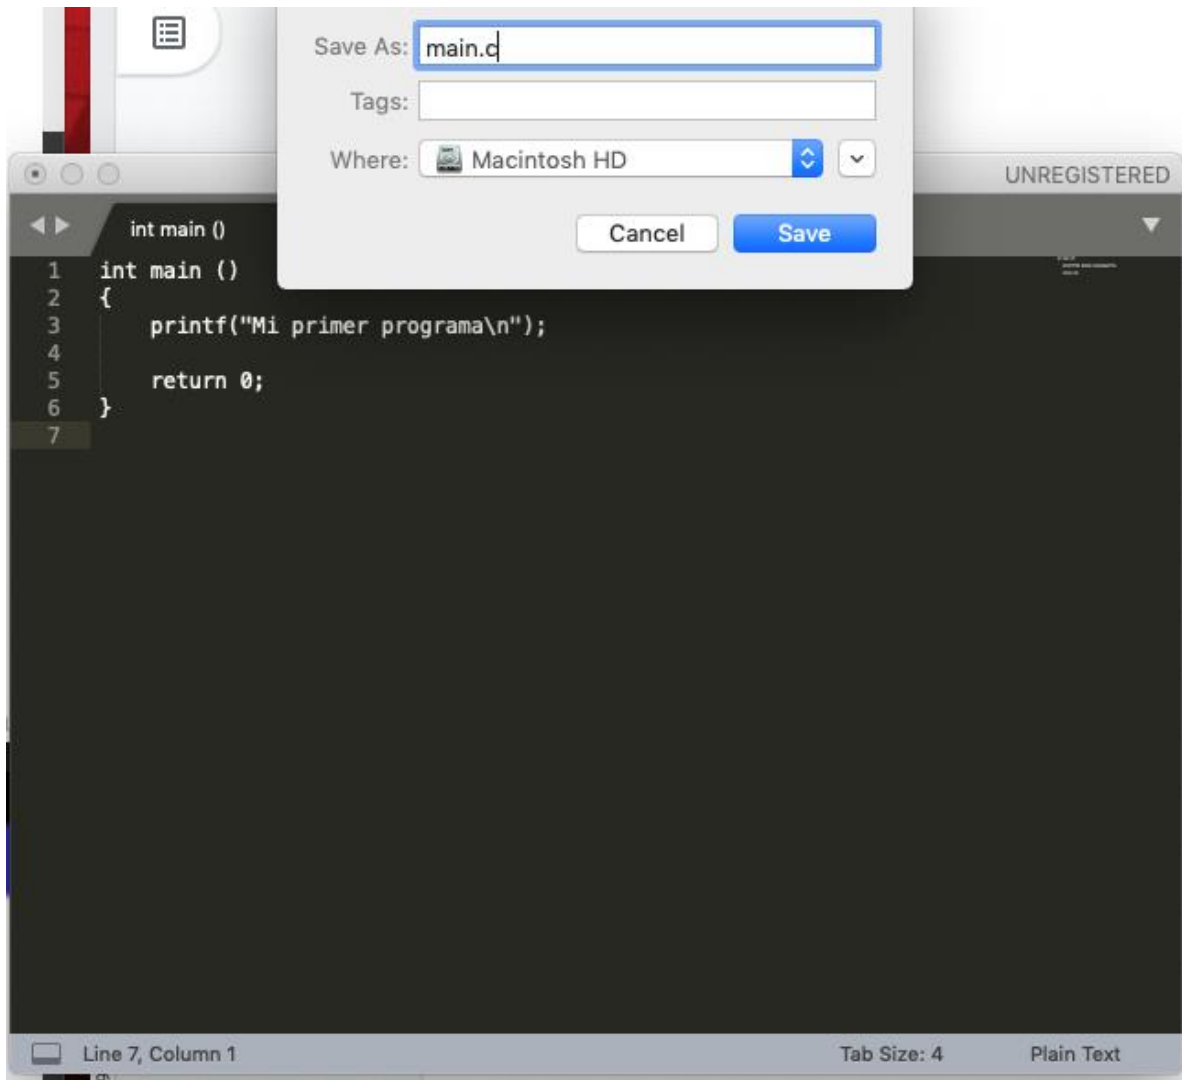 Save As: main.c
Tags:
Where: Macintosh HD
UNREGISTERED
Cancel Save
int main ()
1 int main ()
2 {
3 printf("Mi primer programa\n");
4
5 return 0;
6 }
7
Line 7, Column 1 Tab Size: 4 Plain Text